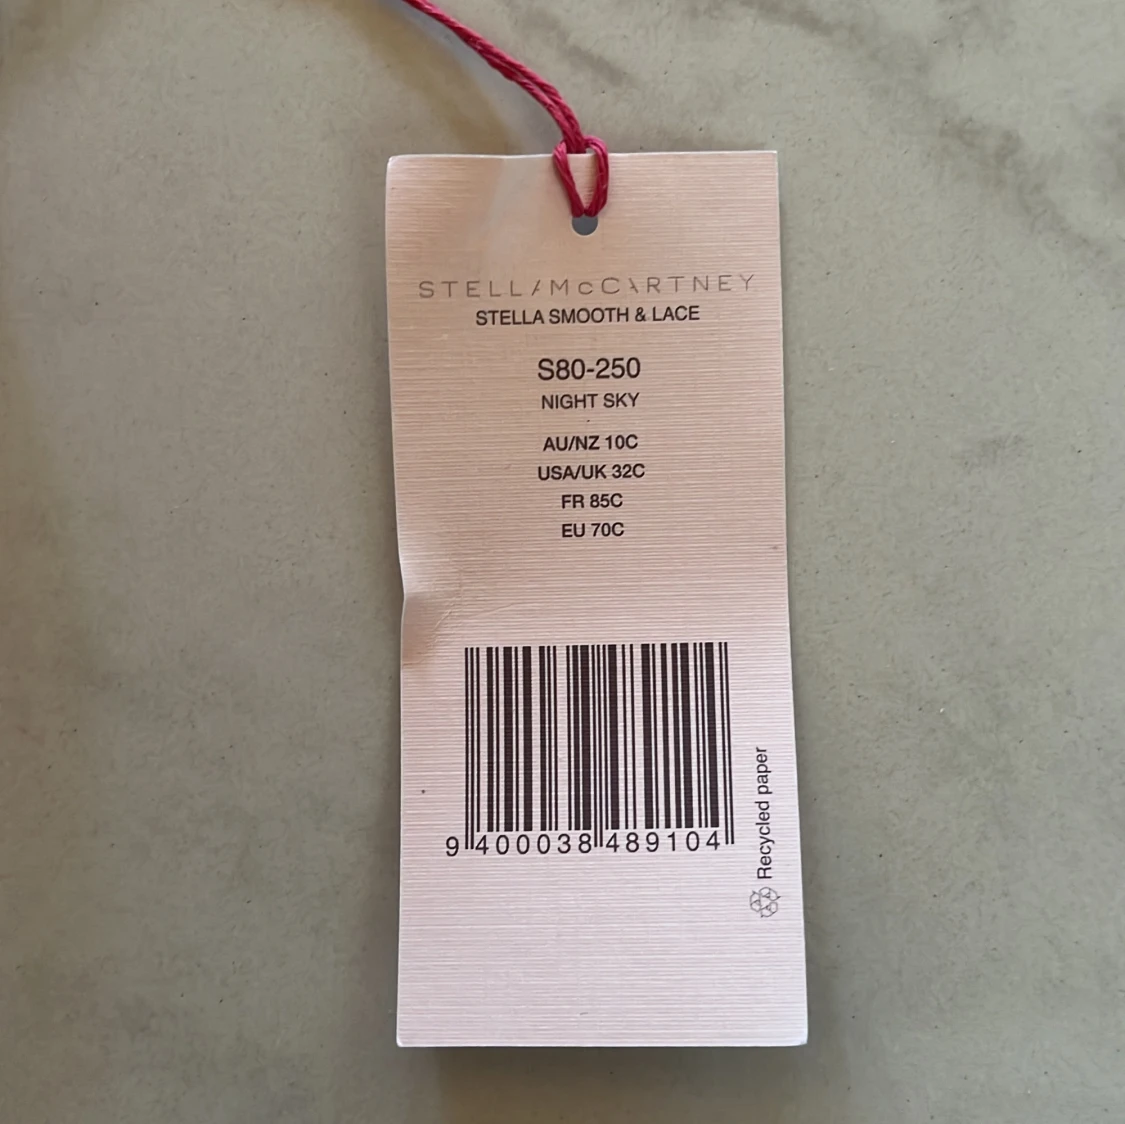 STELLA McCARTNEY
STELLA SMOOTH & LACE
S80-250
NIGHT SKY
AU/NZ 10C
USA/UK 32C
FR 85C
EU 70C
9 400038 489104
Recycled paper